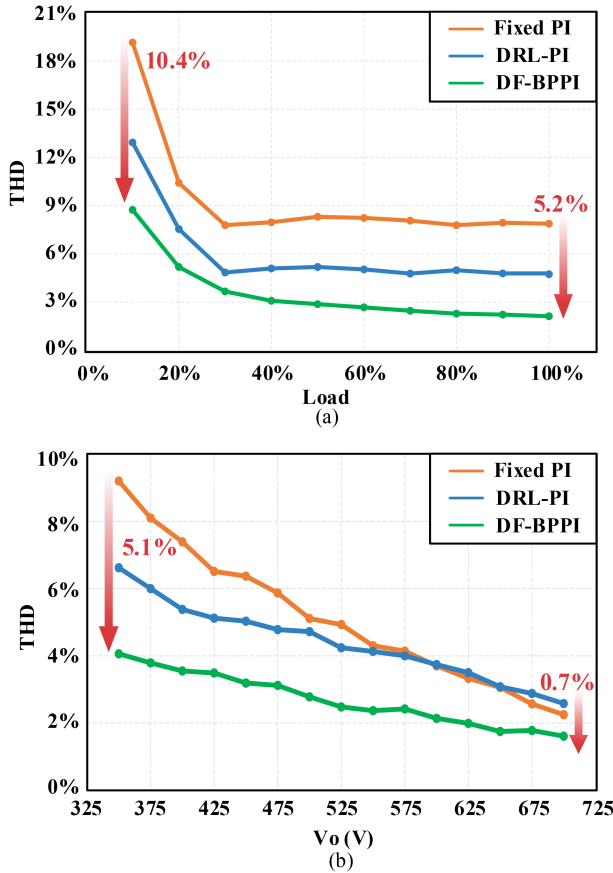 21%
18%
15%
12%
9%
6%
3%
0%
THD
Fixed PI
DRL-PI
DF-BPPI
10.4%
5.2%
0% 20% 40% 60% 80% 100%
Load
(a)
10%
8%
6%
4%
2%
0%
THD
Fixed PI
DRL-PI
DF-BPPI
5.1%
0.7%
325 375 425 475 525 575 625 675 725
Vo (V)
(b)